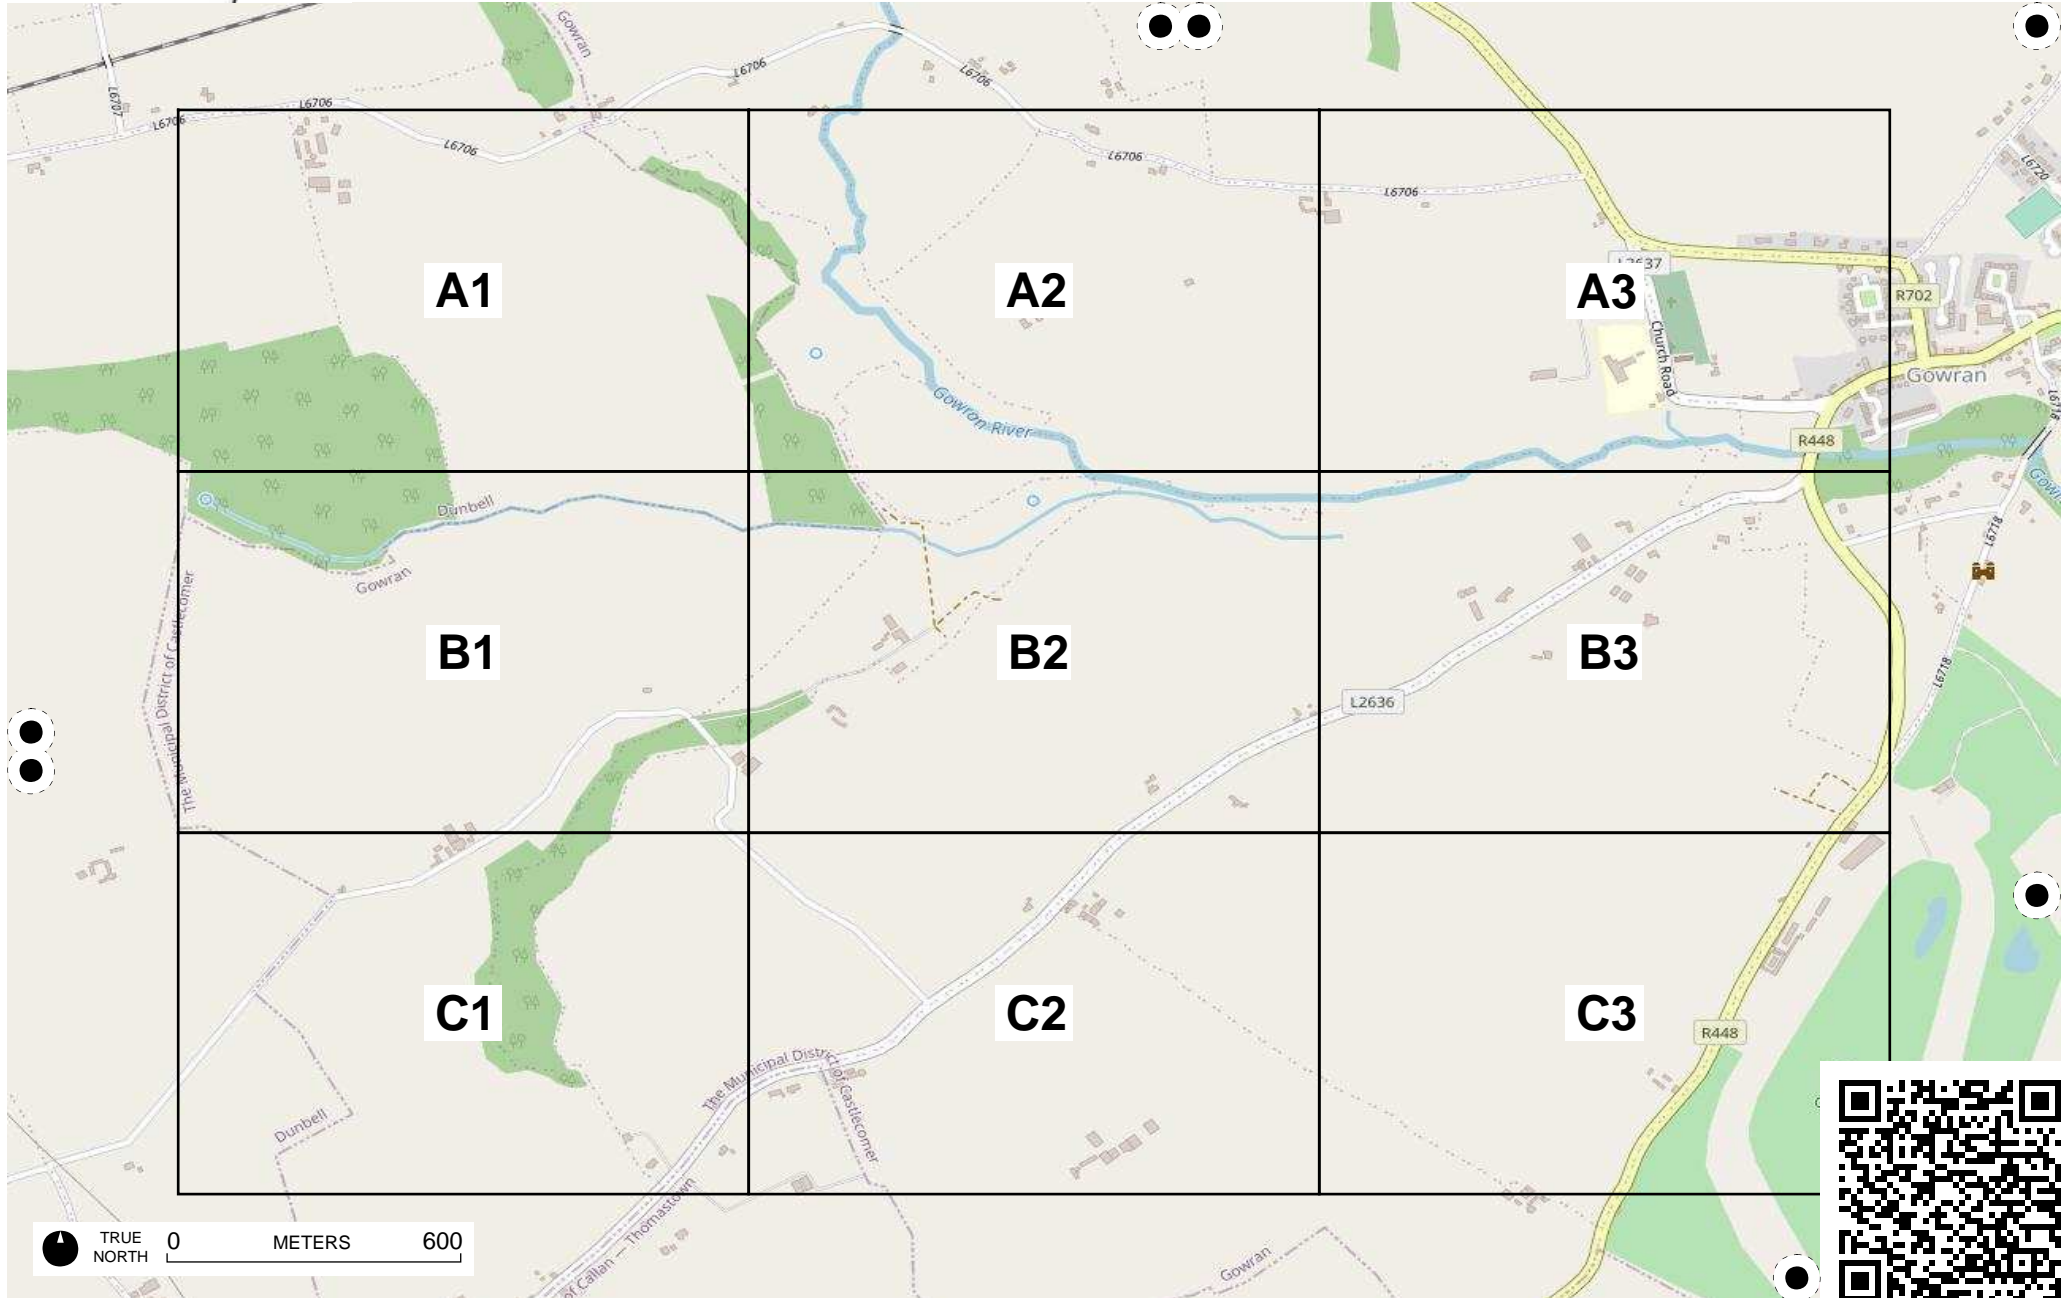 Gowran
L6706
L6706
L6707
L6706
L6706
L6706
L6706
L6706
L6720
L2637
A1
A2
A3
R702
Church Road
Gowran
Gowran River
L6718
R448
Dunbell
Gowran
L6718
The Municipal District of Castlecomer
B1
B2
B3
L6718
L2636
C1
C2
C3
R448
The Municipal District of Castlecomer
Dunbell
of Callan — Thomastown
Gowran
TRUE
NORTH
0 METERS 600